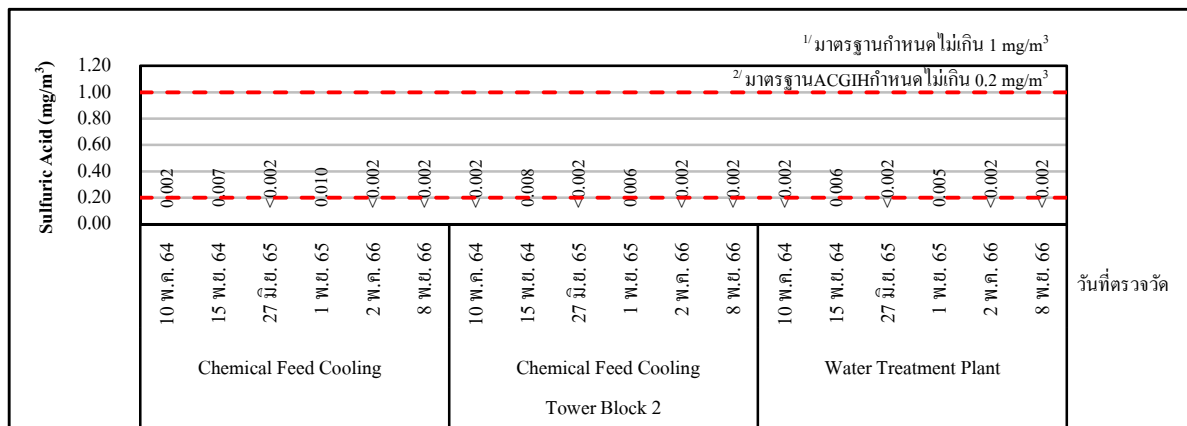 1/ มาตรฐานกำหนดไม่เกิน 1 mg/m³
2/ มาตรฐานACGIHกำหนดไม่เกิน 0.2 mg/m³
Sulfuric Acid (mg/m³)
1.20
1.00
0.80
0.60
0.40
0.20
0.00
0.002 0.007 <0.002 0.010 <0.002 <0.002 <0.002 0.008 <0.002 0.006 <0.002 <0.002 <0.002 0.006 <0.002 0.005 <0.002 <0.002
10 พ.ค. 64 15 พ.ย. 64 27 มิ.ย. 65 1 พ.ย. 65 2 พ.ค. 66 8 พ.ย. 66 10 พ.ค. 64 15 พ.ย. 64 27 มิ.ย. 65 1 พ.ย. 65 2 พ.ค. 66 8 พ.ย. 66 10 พ.ค. 64 15 พ.ย. 64 27 มิ.ย. 65 1 พ.ย. 65 2 พ.ค. 66 8 พ.ย. 66
วันที่ตรวจวัด
Chemical Feed Cooling
Chemical Feed Cooling
Tower Block 2
Water Treatment Plant